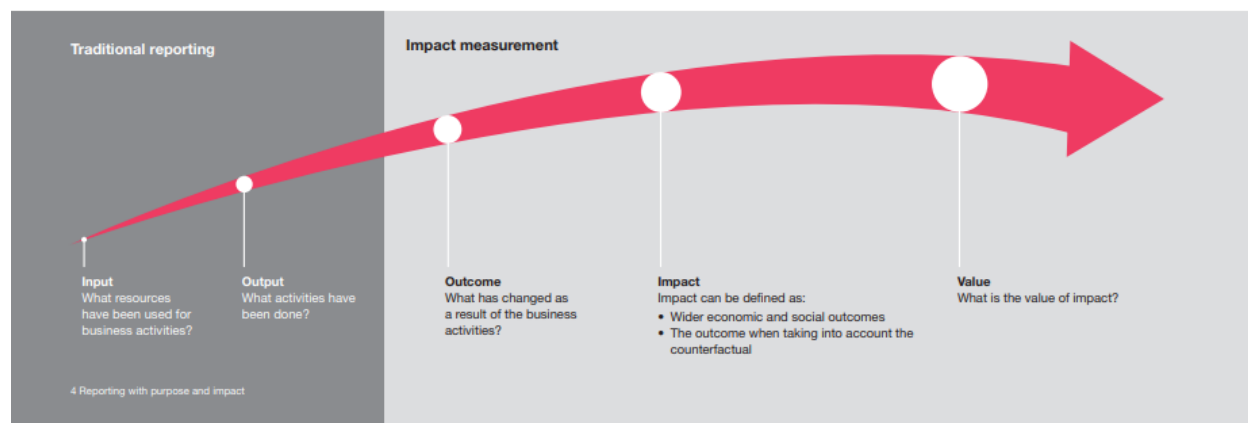 Traditional reporting
Impact measurement
Input
What resources
have been used for
business activities?
Output
What activities have
been done?
Outcome
What has changed as
a result of the business
activities?
Impact
Impact can be defined as:
• Wider economic and social outcomes
• The outcome when taking into account the
counterfactual
Value
What is the value of impact?
4 Reporting with purpose and impact